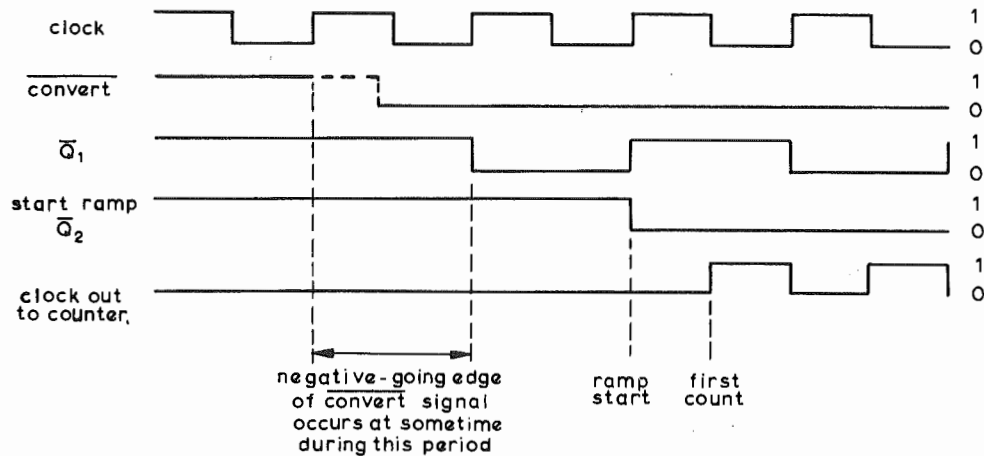 clock
1
0
convert
1
0
Q̅₁
1
0
start ramp
Q̅₂
1
0
clock out
to counter.
1
0
negative-going edge
of convert signal
occurs at sometime
during this period
ramp
start
first
count